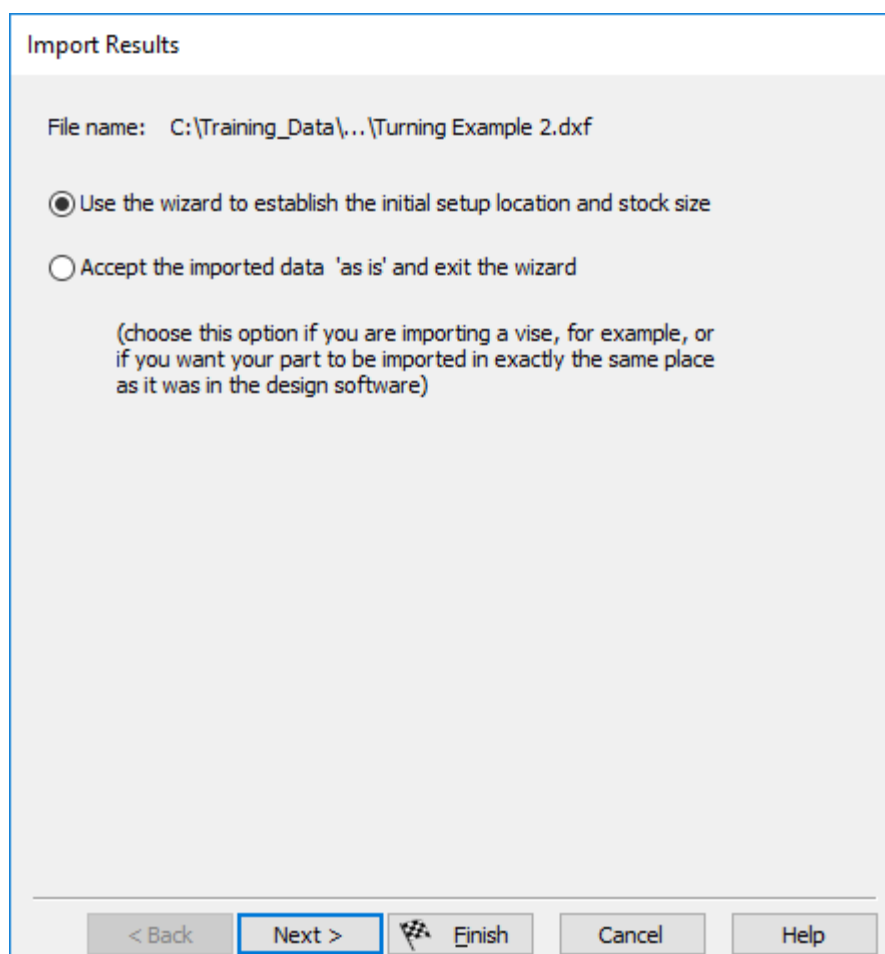 Import Results
File name: C:\Training_Data\...\Turning Example 2.dxf
Use the wizard to establish the initial setup location and stock size
Accept the imported data 'as is' and exit the wizard
(choose this option if you are importing a vise, for example, or
if you want your part to be imported in exactly the same place
as it was in the design software)
< Back Next > Finish Cancel Help